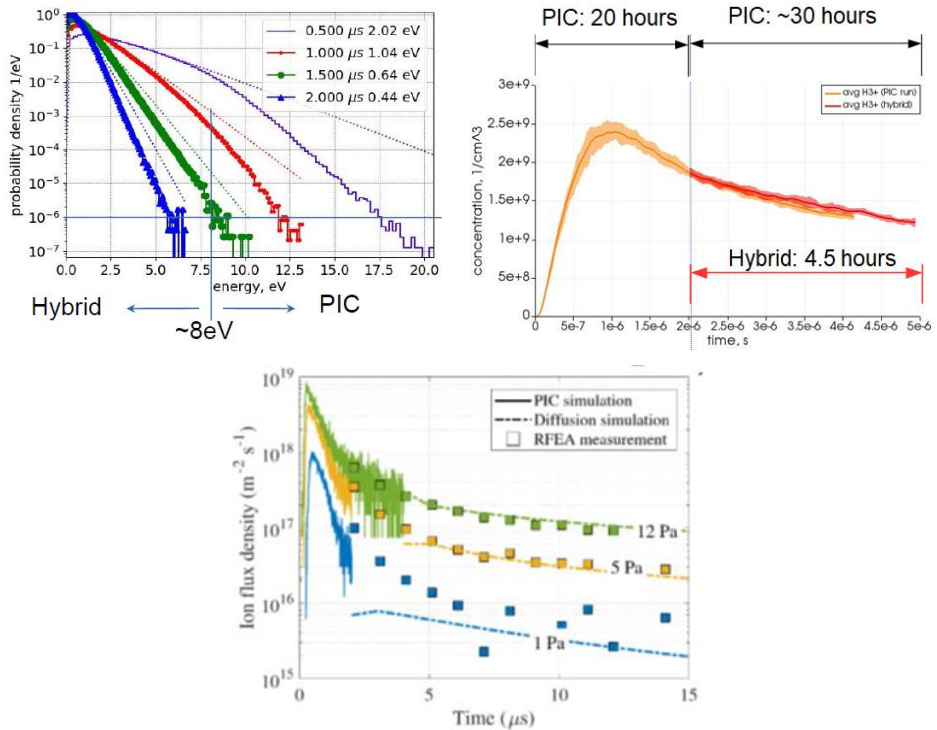 10⁰
10⁻¹
10⁻²
10⁻³
10⁻⁴
10⁻⁵
10⁻⁶
10⁻⁷
probability density 1/eV
0.500 μs 2.02 eV
1.000 μs 1.04 eV
1.500 μs 0.64 eV
2.000 μs 0.44 eV
0.0 2.5 5.0 7.5 10.0 12.5 15.0 17.5 20.0
energy, eV
Hybrid PIC
~8eV
PIC: 20 hours PIC: ~30 hours
3e+9
2.5e+9
2e+9
1.5e+9
1e+9
5e+8
0
concentration, 1/cm^3
avg H3+ (PIC run)
avg H3+ (hybrid)
Hybrid: 4.5 hours
0 5e-7 1e-6 1.5e-6 2e-6 2.5e-6 3e-6 3.5e-6 4e-6 4.5e-6 5e-6
time, s
10¹⁹
10¹⁸
10¹⁷
10¹⁶
10¹⁵
Ion flux density (m⁻² s⁻¹)
PIC simulation
Diffusion simulation
RFEA measurement
12 Pa
5 Pa
1 Pa
0 5 10 15
Time (μs)